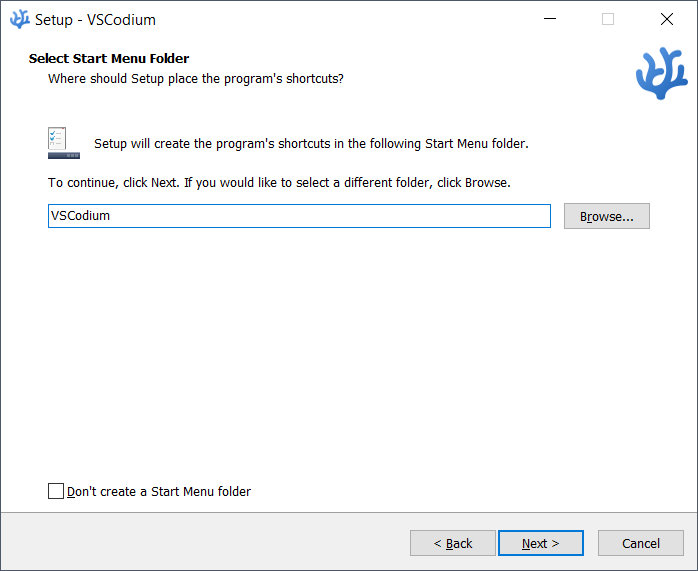 Setup - VSCodium
Select Start Menu Folder
Where should Setup place the program's shortcuts?
Setup will create the program's shortcuts in the following Start Menu folder.
To continue, click Next. If you would like to select a different folder, click Browse.
VSCodium
Browse...
Don't create a Start Menu folder
< Back
Next >
Cancel